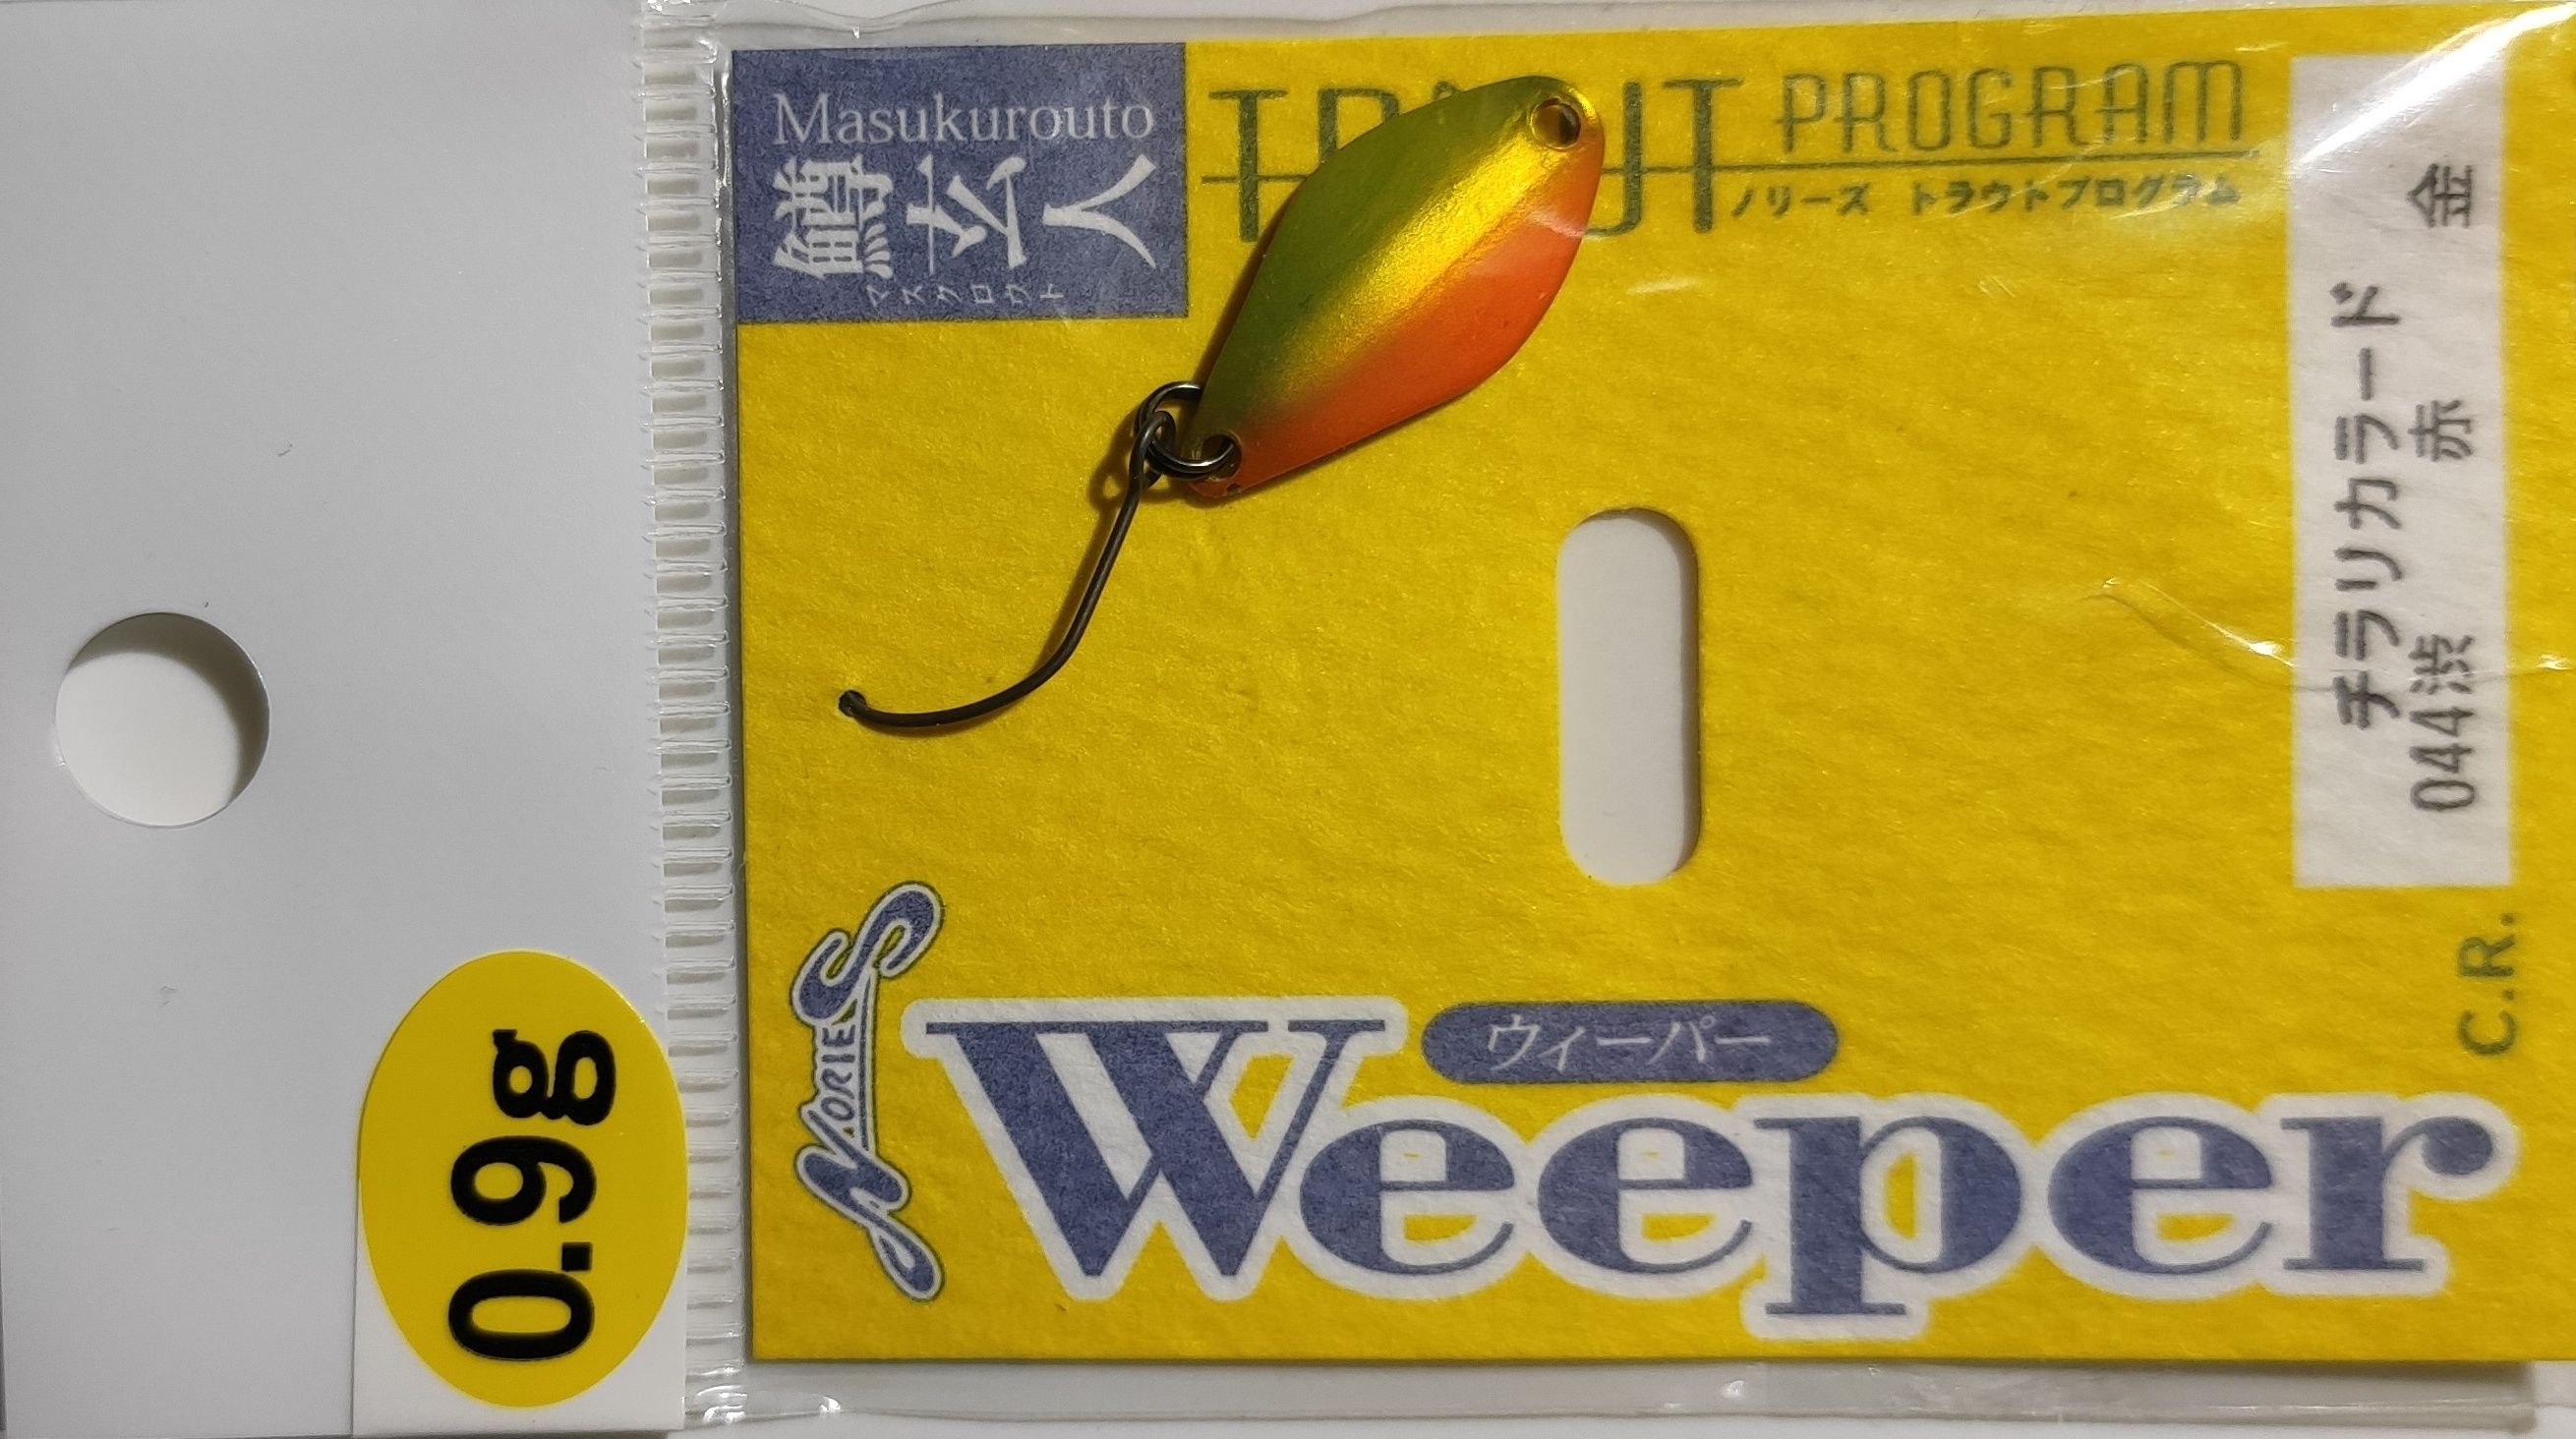 Masukurouto
鱒玄人
マスクロウト
TROUT PROGRAM
ノリーズ トラウトプログラム
チラリカラード
044渋 赤 金
C.R.
NORIES
ウィーパー
Weeper
0.9g